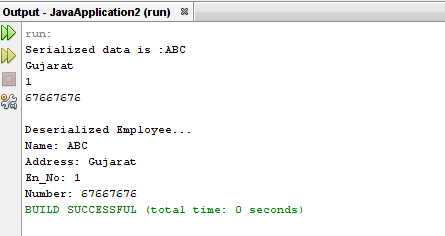 Output - JavaApplication2 (run)
run:
Serialized data is :ABC
Gujarat
1
67667676
Deserialized Employee...
Name: ABC
Address: Gujarat
En_No: 1
Number: 67667676
BUILD SUCCESSFUL (total time: 0 seconds)